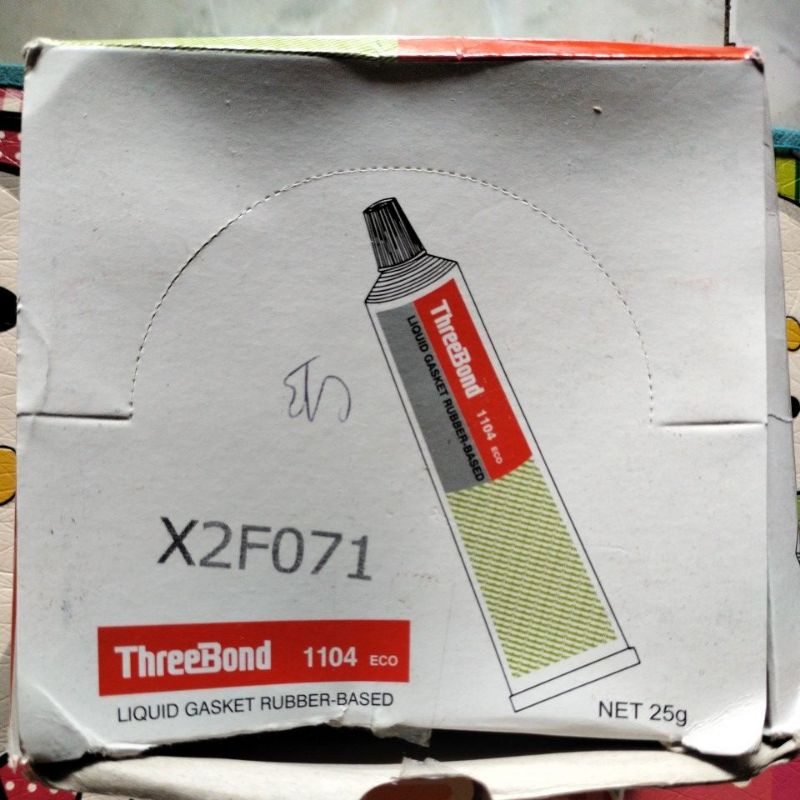 ThreeBond 1104 ECO
LIQUID GASKET RUBBER-BASED
X2F071
ThreeBond 1104 ECO
LIQUID GASKET RUBBER-BASED
NET 25g